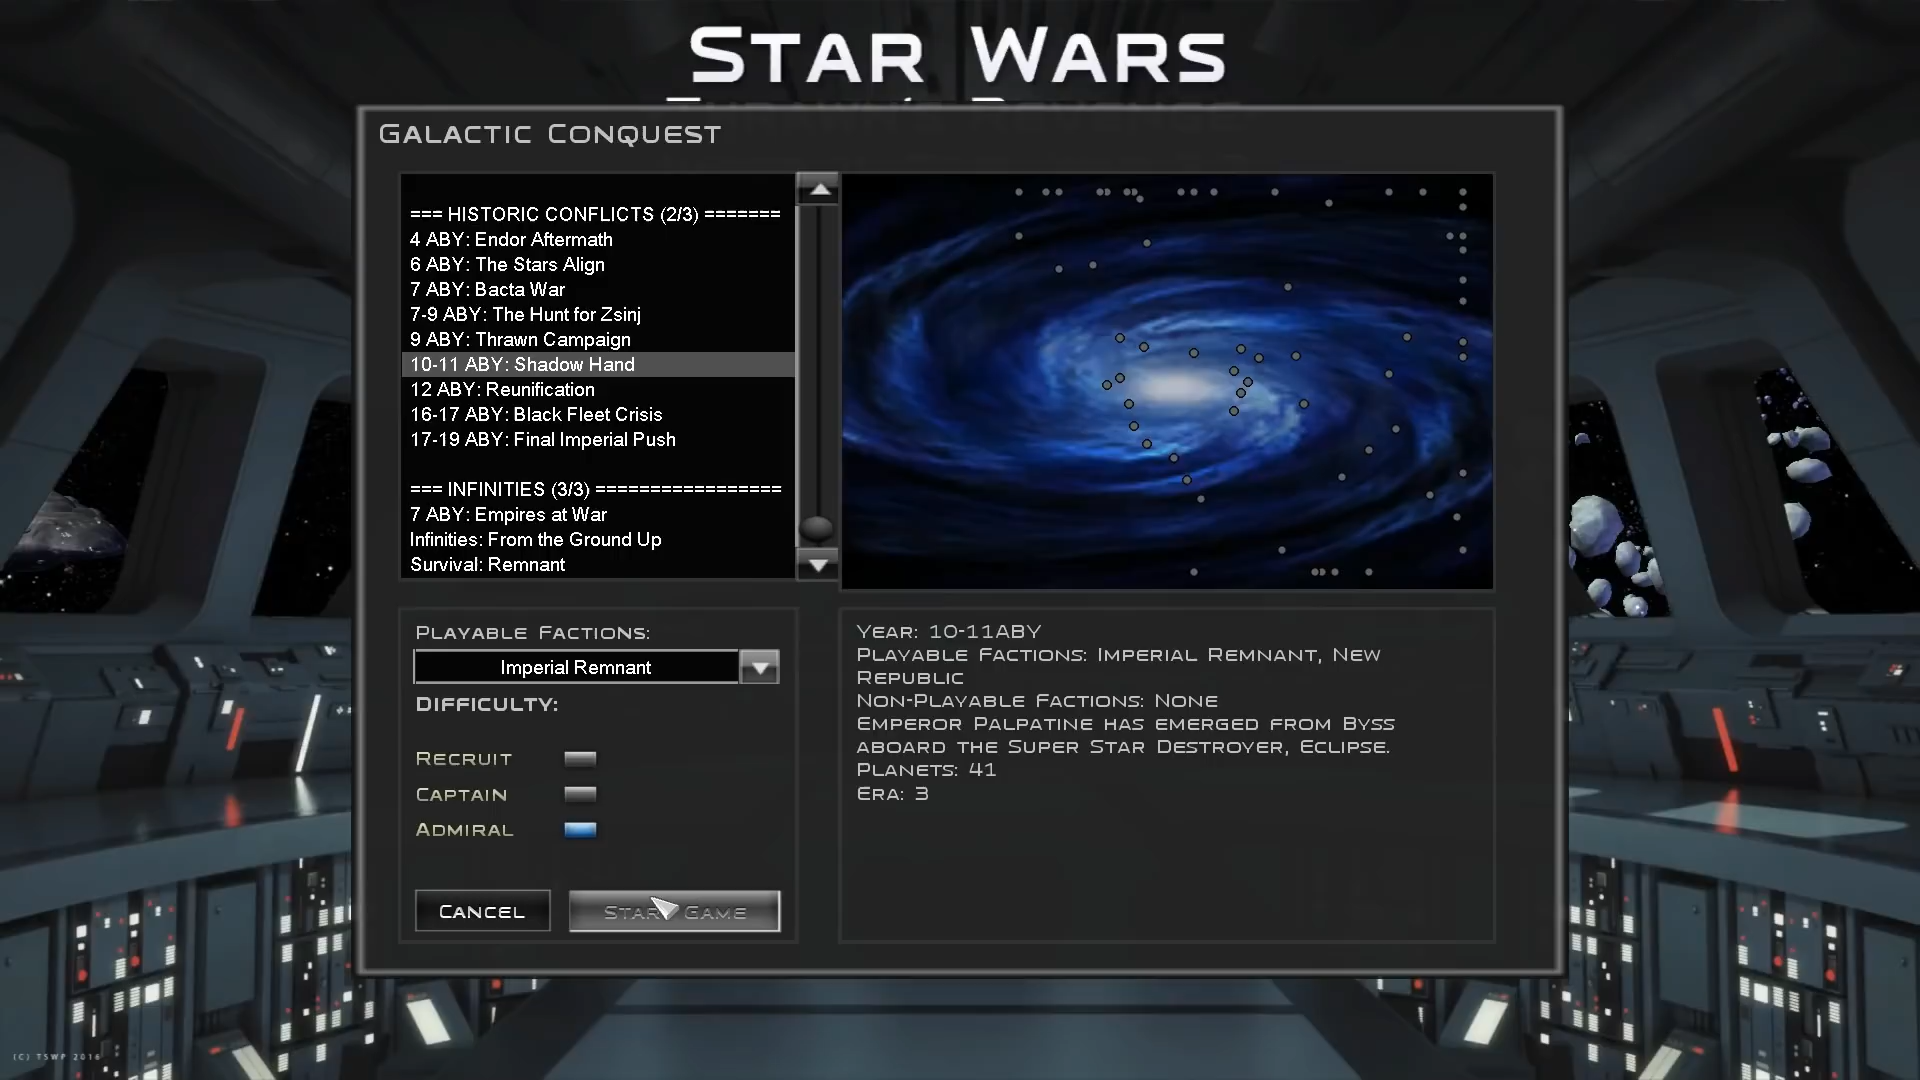 STAR WARS
GALACTIC CONQUEST
=== HISTORIC CONFLICTS (2/3) =======
4 ABY: Endor Aftermath
6 ABY: The Stars Align
7 ABY: Bacta War
7-9 ABY: The Hunt for Zsinj
9 ABY: Thrawn Campaign
10-11 ABY: Shadow Hand
12 ABY: Reunification
16-17 ABY: Black Fleet Crisis
17-19 ABY: Final Imperial Push
=== INFINITIES (3/3) =================
7 ABY: Empires at War
Infinities: From the Ground Up
Survival: Remnant
PLAYABLE FACTIONS:
Imperial Remnant
DIFFICULTY:
RECRUIT
CAPTAIN
ADMIRAL
CANCEL
START GAME
YEAR: 10-11ABY
PLAYABLE FACTIONS: IMPERIAL REMNANT, NEW
REPUBLIC
NON-PLAYABLE FACTIONS: NONE
EMPEROR PALPATINE HAS EMERGED FROM BYSS
ABOARD THE SUPER STAR DESTROYER, ECLIPSE.
PLANETS: 41
ERA: 3
(C) TSWP 2016